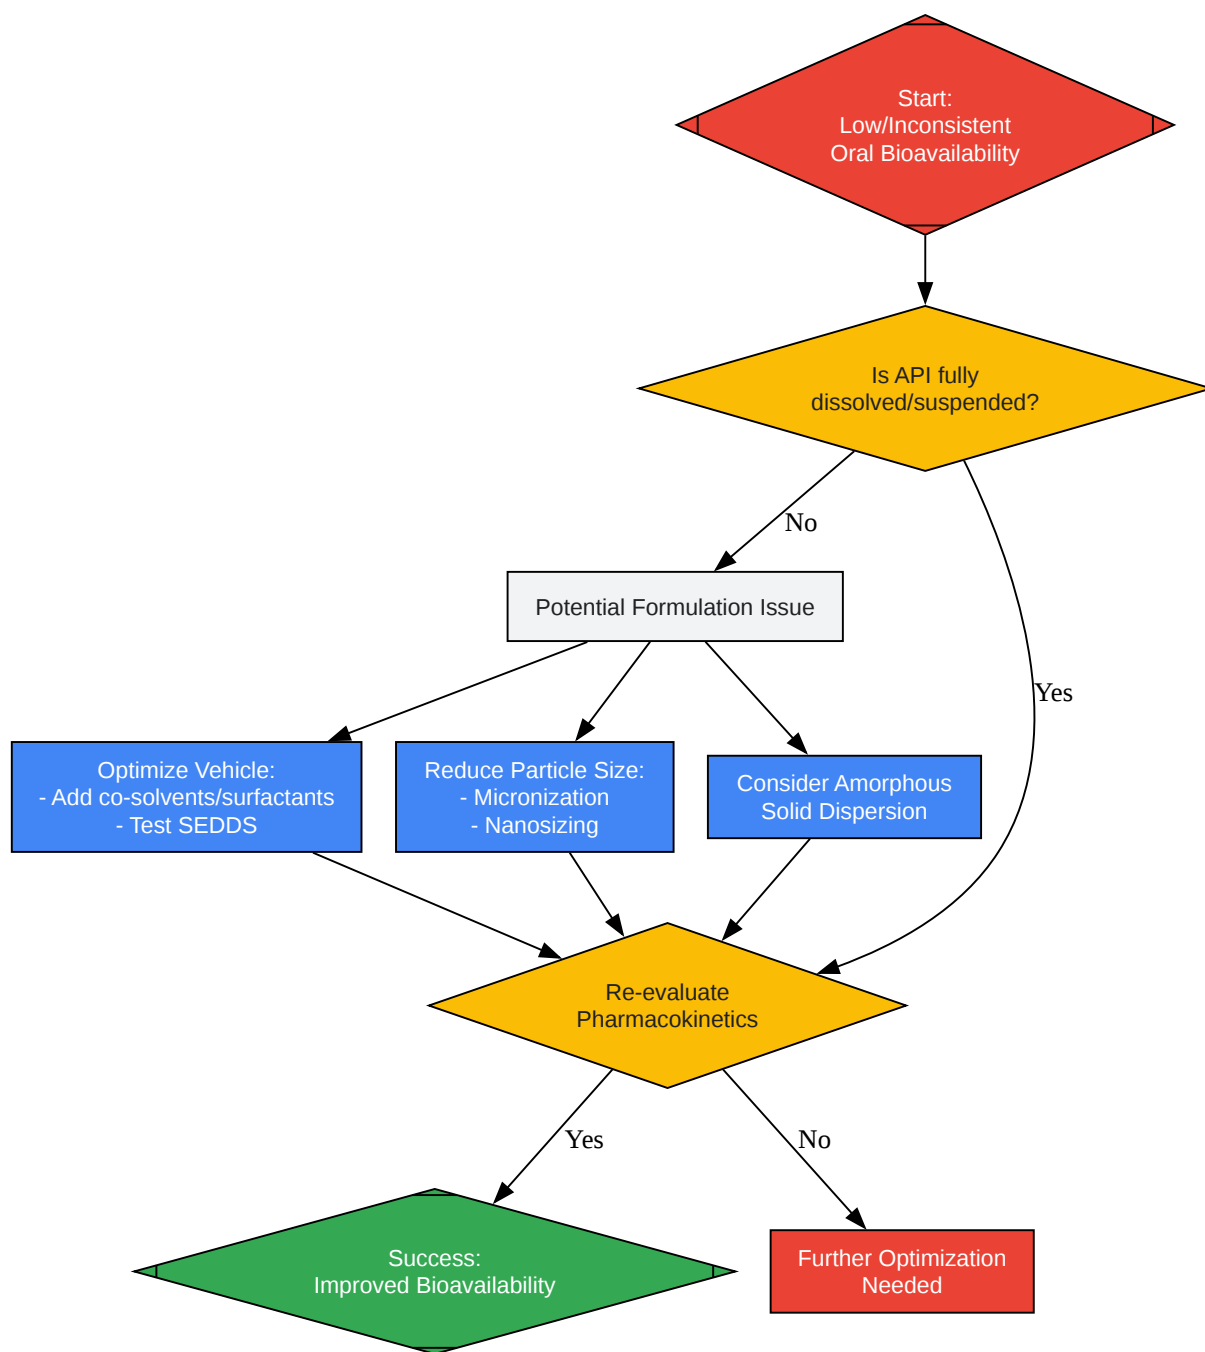 Start:
Low/Inconsistent
Oral Bioavailability
Is API fully
dissolved/suspended?
No
Potential Formulation Issue
Yes
Optimize Vehicle:
- Add co-solvents/surfactants
- Test SEDDS
Reduce Particle Size:
- Micronization
- Nanosizing
Consider Amorphous
Solid Dispersion
Re-evaluate
Pharmacokinetics
Yes
No
Success:
Improved Bioavailability
Further Optimization
Needed